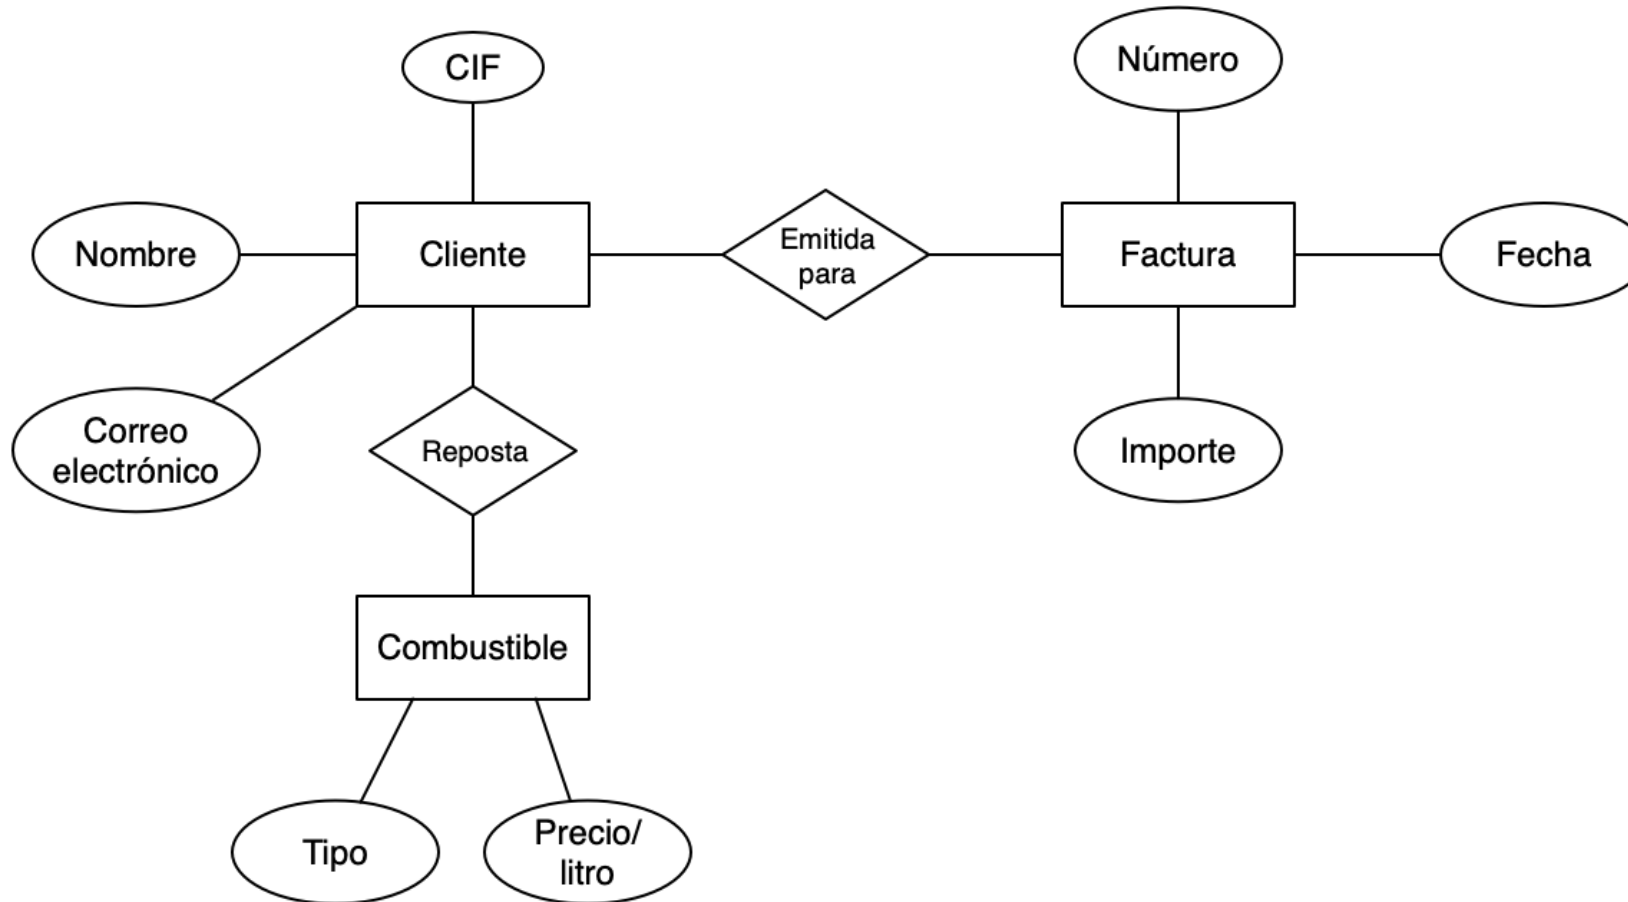 CIF
Número
Nombre
Cliente
Emitida
para
Factura
Fecha
Correo
electrónico
Reposta
Importe
Combustible
Tipo
Precio/
litro